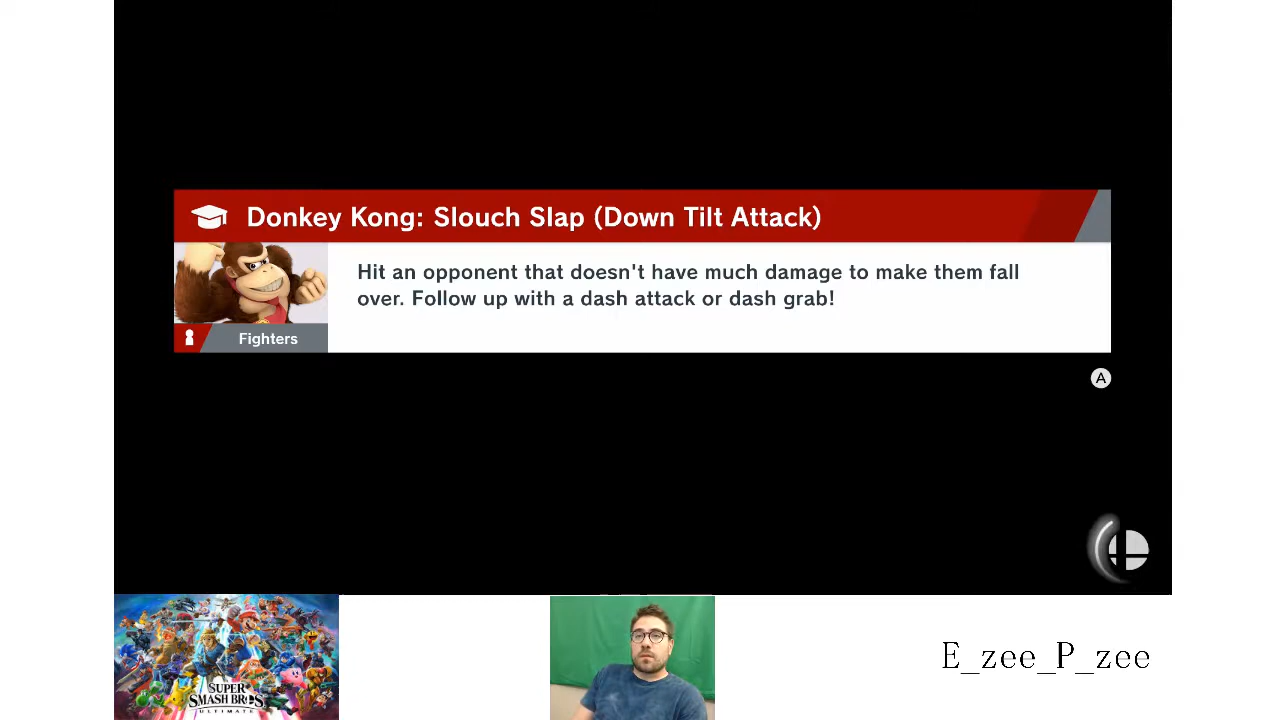 Donkey Kong: Slouch Slap (Down Tilt Attack)
Hit an opponent that doesn't have much damage to make them fall
over. Follow up with a dash attack or dash grab!
Fighters
A
SUPER
SMASH BROS.
ULTIMATE
E_zee_P_zee